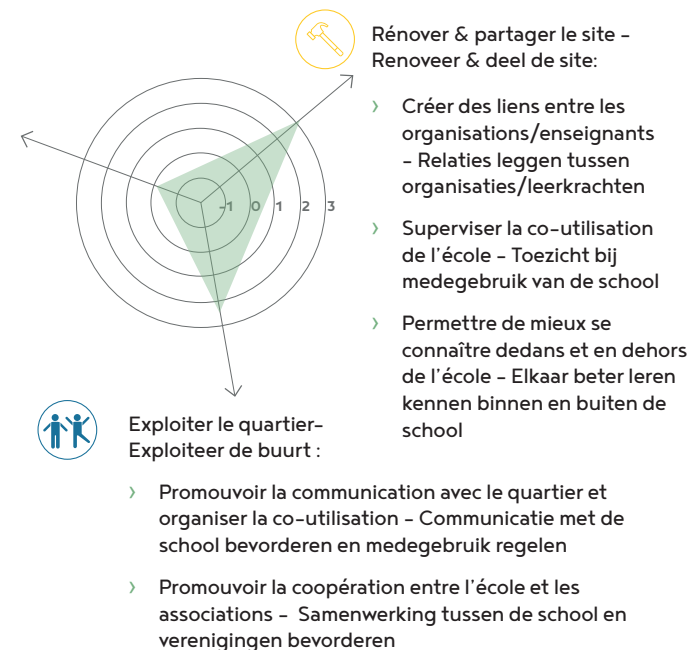 Rénover & partager le site –
Renoveer & deel de site:
› Créer des liens entre les
organisations/enseignants
– Relaties leggen tussen
organisaties/leerkrachten
› Superviser la co-utilisation
de l'école – Toezicht bij
medegebruik van de school
› Permettre de mieux se
connaître dedans et en dehors
de l'école – Elkaar beter leren
kennen binnen en buiten de
school
-1 0 1 2 3
Exploiter le quartier–
Exploiteer de buurt :
› Promouvoir la communication avec le quartier et
organiser la co-utilisation – Communicatie met de
school bevorderen en medegebruik regelen
› Promouvoir la coopération entre l'école et les
associations – Samenwerking tussen de school en
verenigingen bevorderen